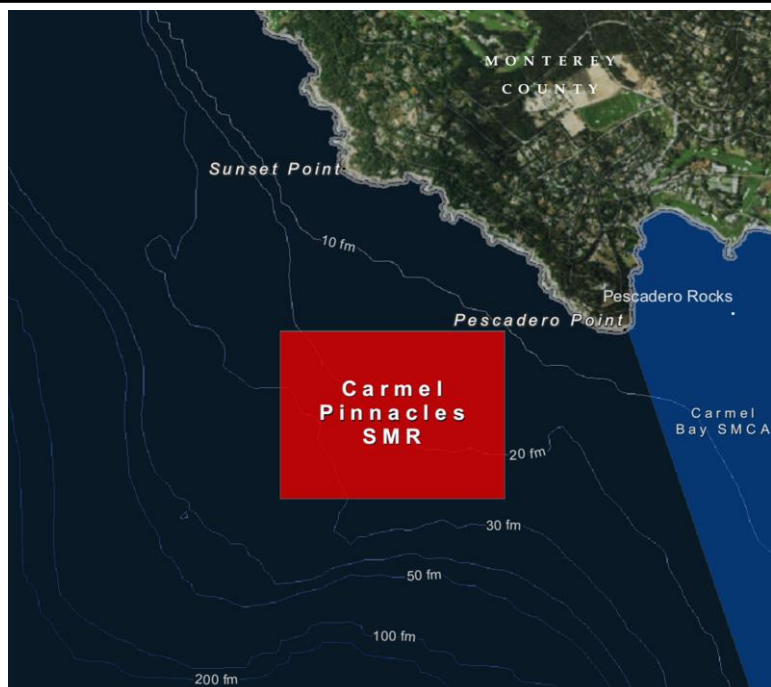 MONTEREY
COUNTY
Sunset Point
10 fm
Pescadero Rocks
Pescadero Point
Carmel
Pinnacles
SMR
Carmel
Bay SMCA
20 fm
30 fm
50 fm
100 fm
200 fm